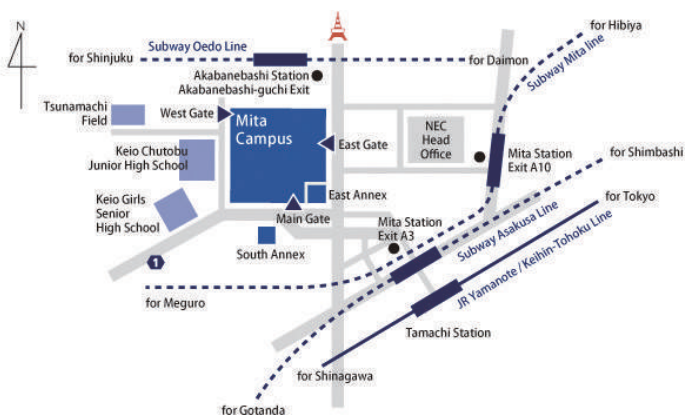 N
for Hibiya
Subway Oedo Line
for Shinjuku
for Daimon
Subway Mita line
Akabanebashi Station
Akabanebashi-guchi Exit
Tsunamachi
Field
West Gate
Mita
Campus
East Gate
NEC
Head
Office
Mita Station
Exit A10
for Shimbashi
Keio Chutobu
Junior High School
East Annex
for Tokyo
Keio Girls
Senior
High School
Main Gate
Mita Station
Exit A3
Subway Asakusa Line
South Annex
1
JR Yamanote / Keihin-Tohoku Line
for Meguro
Tamachi Station
for Shinagawa
for Gotanda